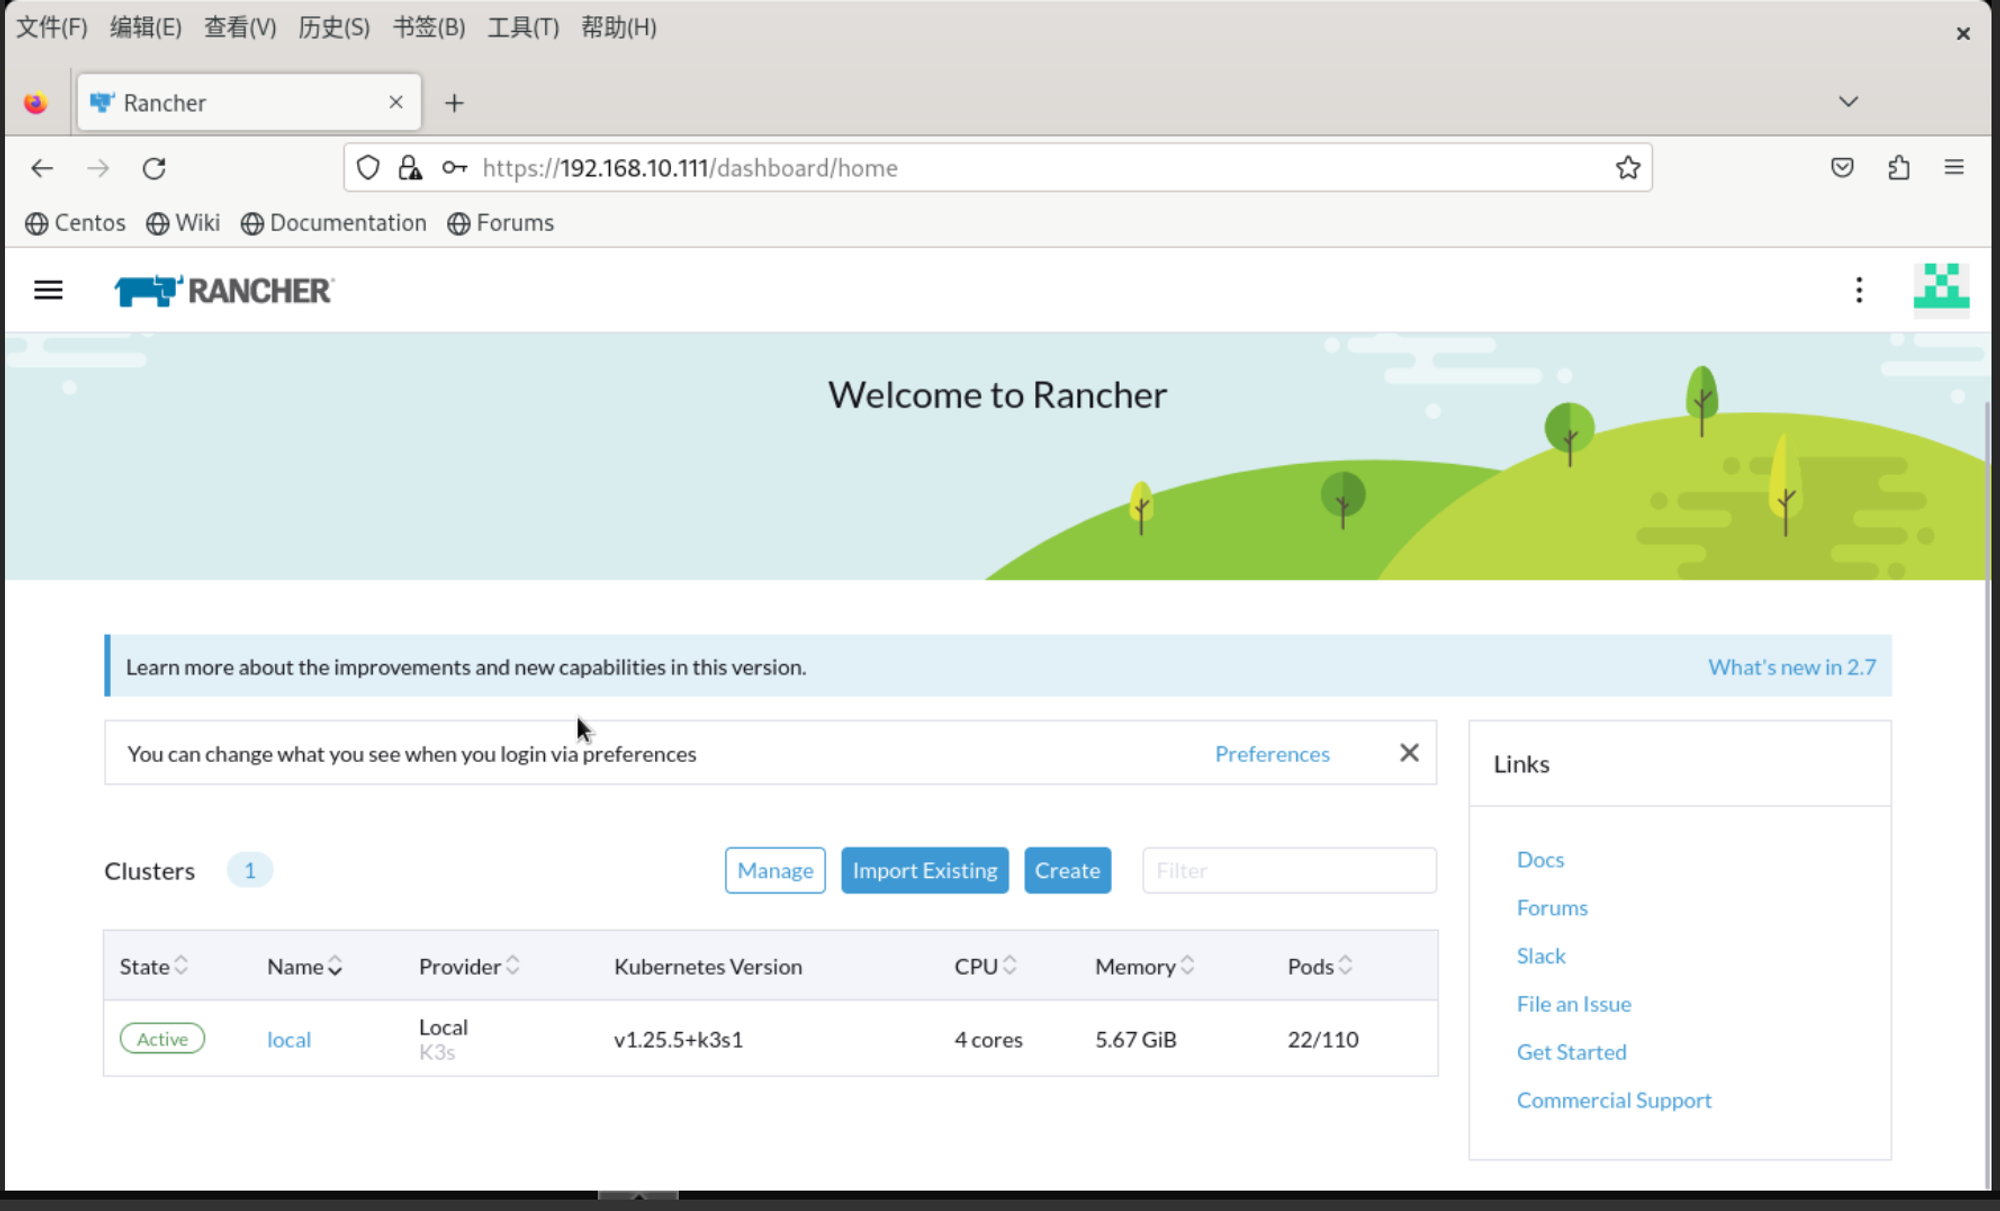 文件(F) 编辑(E) 查看(V) 历史(S) 书签(B) 工具(T) 帮助(H)
Rancher
https://192.168.10.111/dashboard/home
Centos Wiki Documentation Forums
RANCHER
Welcome to Rancher
Learn more about the improvements and new capabilities in this version. What's new in 2.7
You can change what you see when you login via preferences Preferences
Clusters 1 Manage Import Existing Create Filter
State Name Provider Kubernetes Version CPU Memory Pods
Active local Local v1.25.5+k3s1 4 cores 5.67 GiB 22/110
K3s
Links
Docs
Forums
Slack
File an Issue
Get Started
Commercial Support